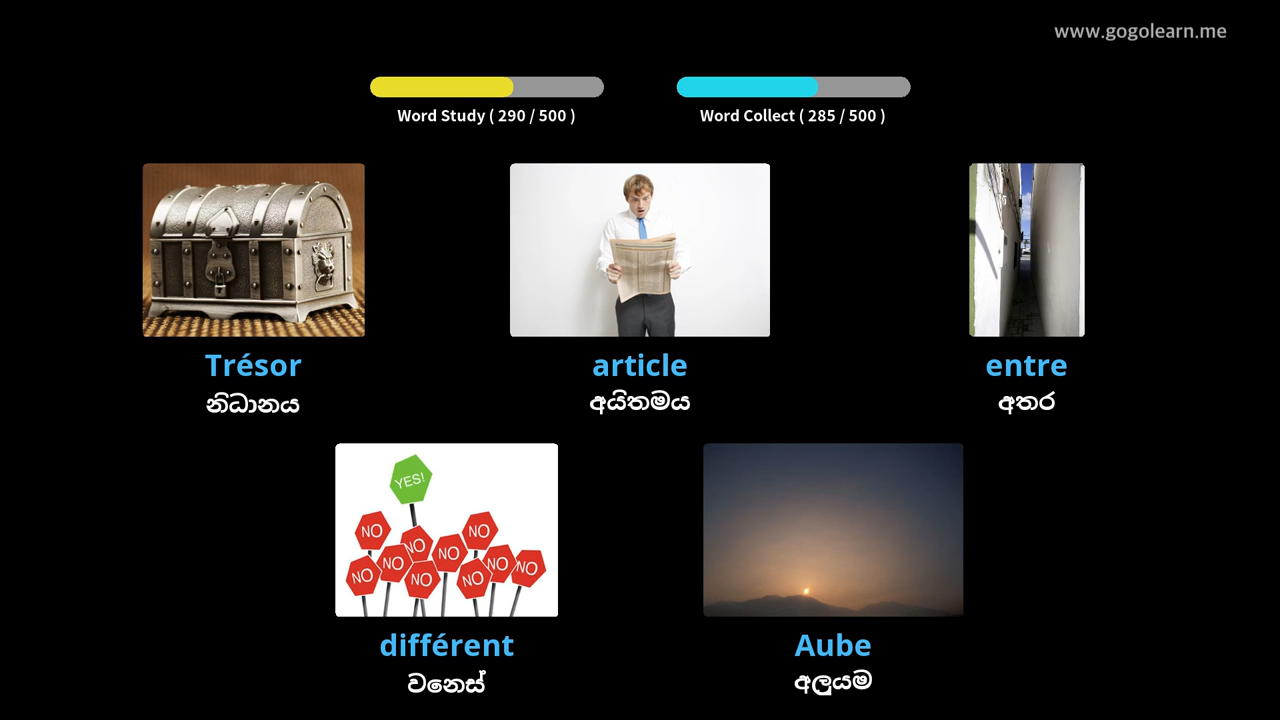 www.gogolearn.me
Word Study ( 290 / 500 )
Word Collect ( 285 / 500 )
Trésor
නිධානය
article
අයිතමය
entre
අතර
YES!
NO
NO
NO
NO
NO
NO
NO
NO
NO
NO
différent
වනෙස්
Aube
අලුයම